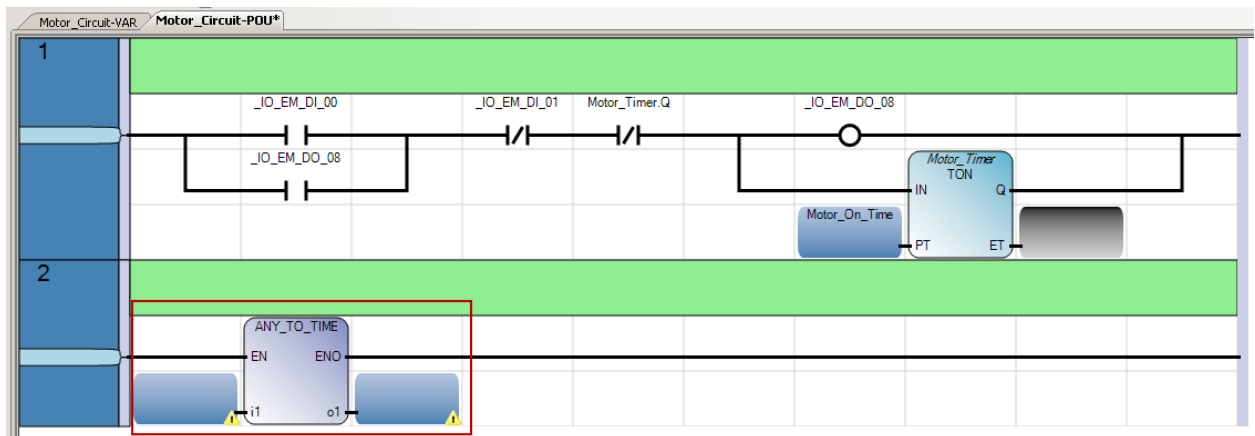 Motor_Circuit-VAR Motor_Circuit-POU*
1
_IO_EM_DI_00 _IO_EM_DI_01 Motor_Timer.Q _IO_EM_DO_08
_IO_EM_DO_08
Motor_Timer
TON
IN Q
Motor_On_Time
PT ET
2
ANY_TO_TIME
EN ENO
i1 o1